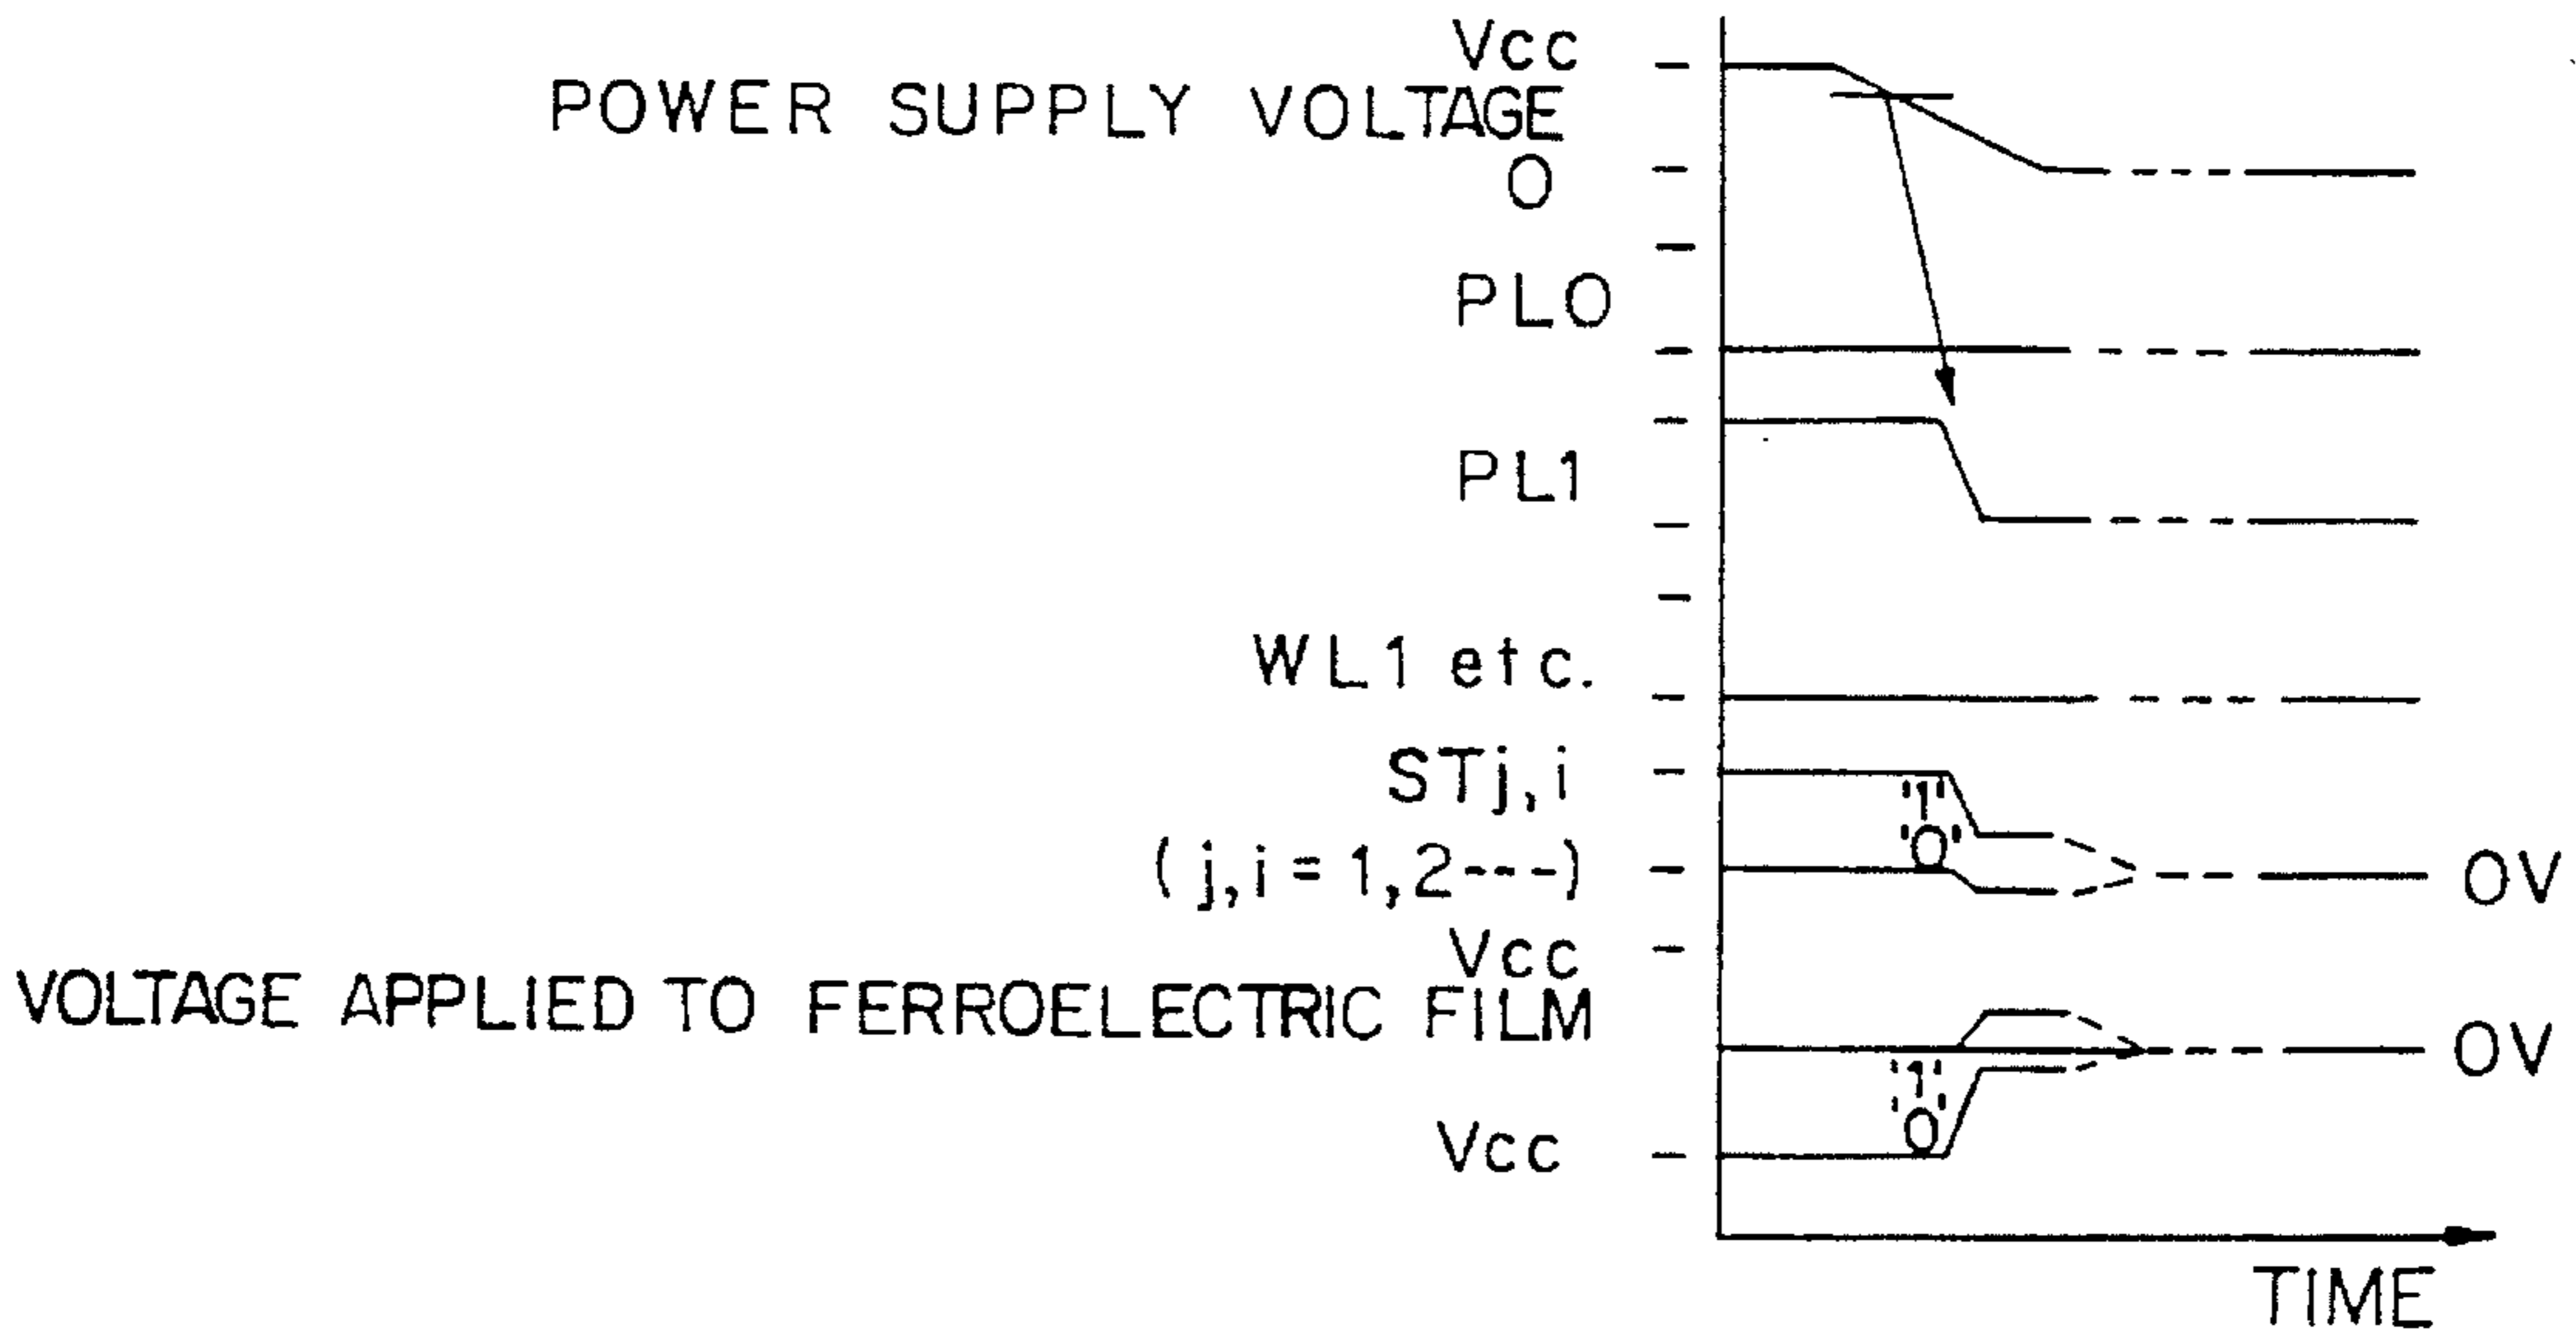 Vcc
POWER SUPPLY VOLTAGE
0
PL0
PL1
WL1 etc.
STj,i
'1'
'0'
(j,i = 1,2---)
0V
Vcc
VOLTAGE APPLIED TO FERROELECTRIC FILM
0V
'1'
'0'
Vcc
TIME